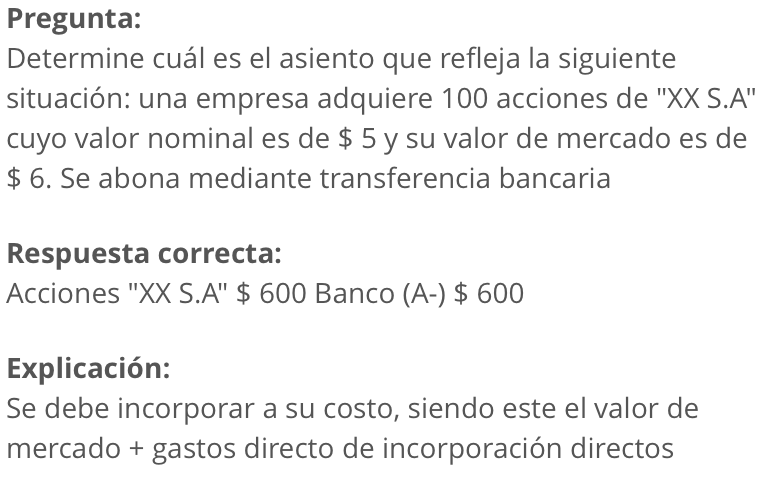 Pregunta:
Determine cuál es el asiento que refleja la siguiente
situación: una empresa adquiere 100 acciones de "XX S.A"
cuyo valor nominal es de $ 5 y su valor de mercado es de
$ 6. Se abona mediante transferencia bancaria
Respuesta correcta:
Acciones "XX S.A" $ 600 Banco (A-) $ 600
Explicación:
Se debe incorporar a su costo, siendo este el valor de
mercado + gastos directo de incorporación directos